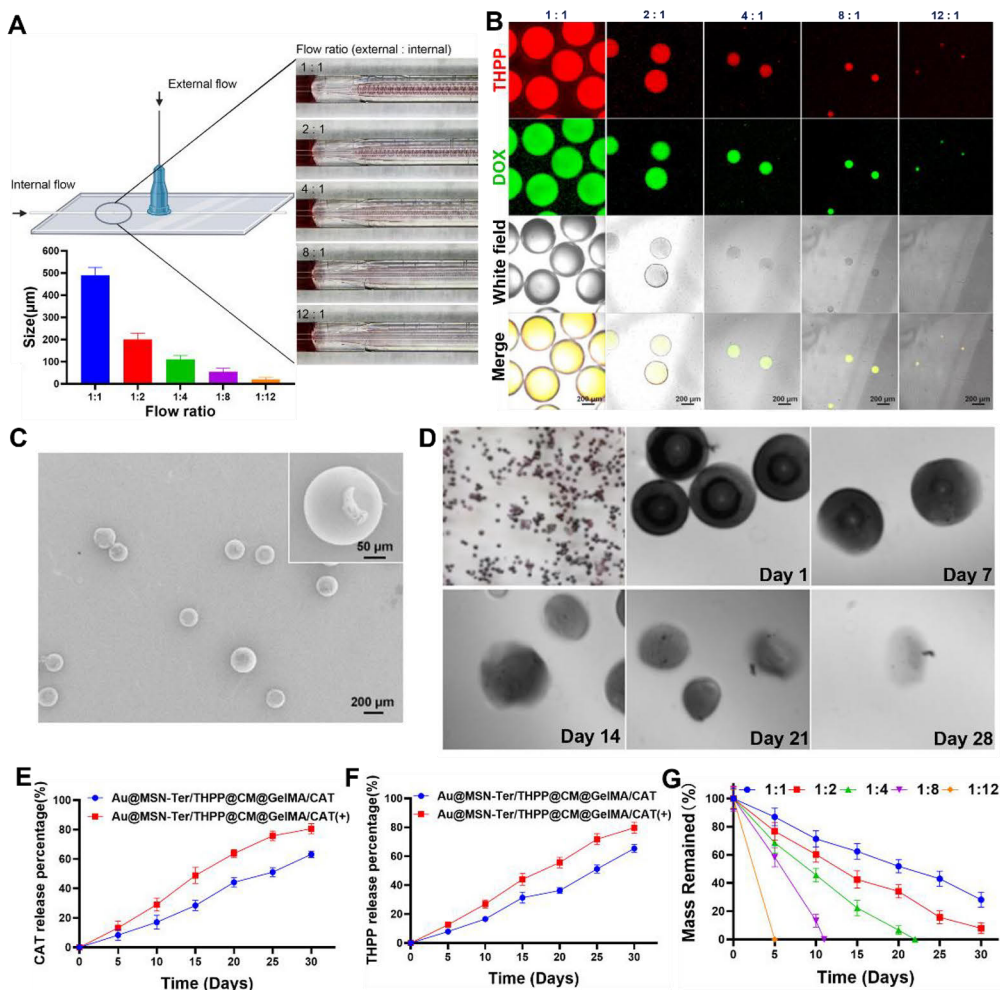 A
Flow ratio (external : internal)
External flow
Internal flow
1 : 1
2 : 1
4 : 1
8 : 1
12 : 1
Size(μm)
600
500
400
300
200
100
0
1:1 1:2 1:4 1:8 1:12
Flow ratio
B
1 : 1 2 : 1 4 : 1 8 : 1 12 : 1
THPP
DOX
White field
Merge
200 μm 200 μm 200 μm 200 μm 200 μm
C
50 μm
200 μm
D
Day 1
Day 7
Day 14
Day 21
Day 28
E
CAT release percentage(%)
Au@MSN-Ter/THPP@CM@GelMA/CAT
Au@MSN-Ter/THPP@CM@GelMA/CAT(+)
100
80
60
40
20
0
0 5 10 15 20 25 30
Time (Days)
F
THPP release percentage(%)
Au@MSN-Ter/THPP@CM@GelMA/CAT
Au@MSN-Ter/THPP@CM@GelMA/CAT(+)
100
80
60
40
20
0
0 5 10 15 20 25 30
Time (Days)
G
Mass Remained (%)
1:1 1:2 1:4 1:8 1:12
100
80
60
40
20
0
0 5 10 15 20 25 30
Time (Days)